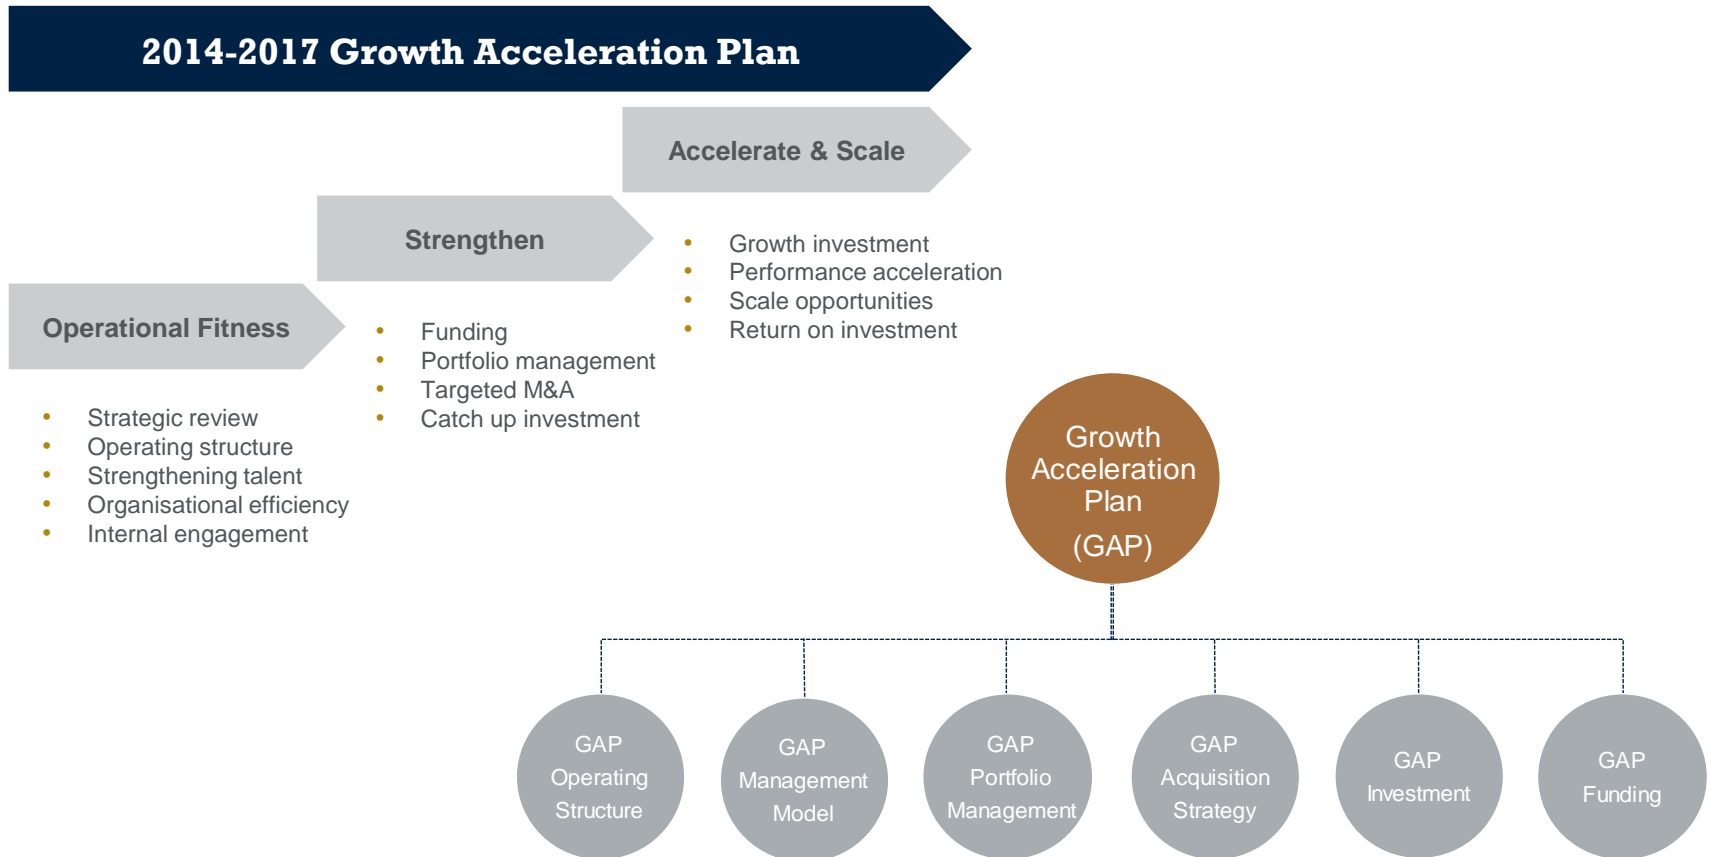 2014-2017 Growth Acceleration Plan
Accelerate & Scale
• Growth investment
• Performance acceleration
• Scale opportunities
• Return on investment
Strengthen
• Funding
• Portfolio management
• Targeted M&A
• Catch up investment
Operational Fitness
• Strategic review
• Operating structure
• Strengthening talent
• Organisational efficiency
• Internal engagement
Growth
Acceleration
Plan
(GAP)
GAP
Operating
Structure
GAP
Management
Model
GAP
Portfolio
Management
GAP
Acquisition
Strategy
GAP
Investment
GAP
Funding